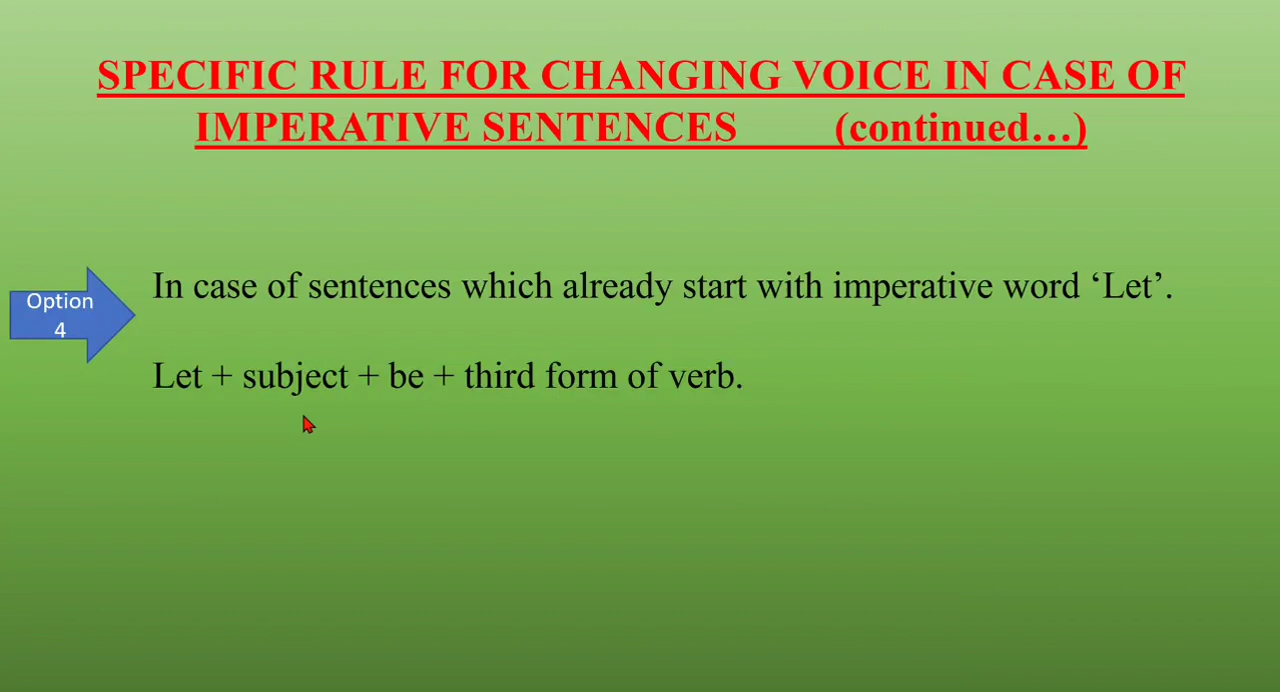 SPECIFIC RULE FOR CHANGING VOICE IN CASE OF
IMPERATIVE SENTENCES (continued…)
Option
4
In case of sentences which already start with imperative word ‘Let’.
Let + subject + be + third form of verb.